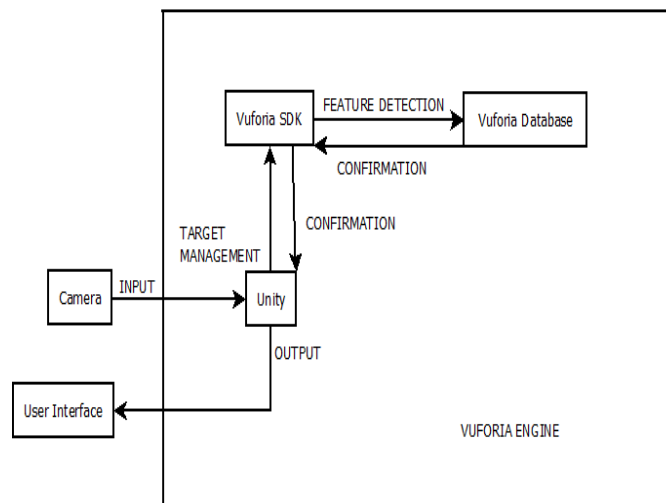 Vuforia SDK
FEATURE DETECTION
Vuforia Database
CONFIRMATION
TARGET
MANAGEMENT
CONFIRMATION
Camera
INPUT
Unity
OUTPUT
User Interface
VUFORIA ENGINE